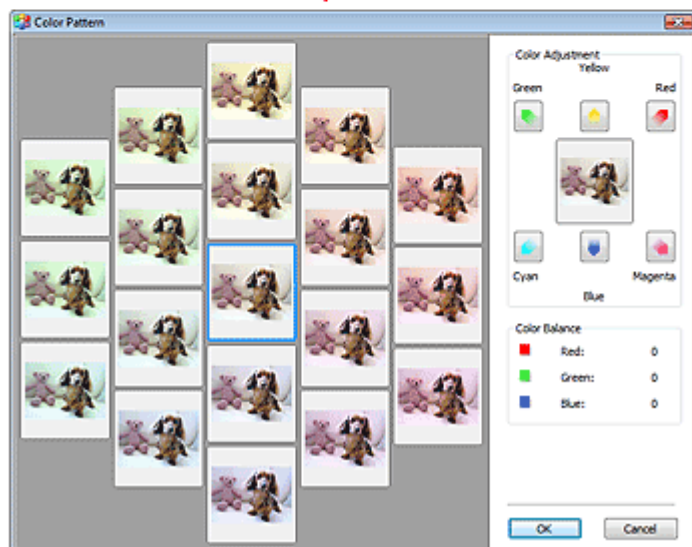 Color Pattern
Color Adjustment
Yellow
Green Red
Cyan Magenta
Blue
Color Balance
Red: 0
Green: 0
Blue: 0
OK Cancel